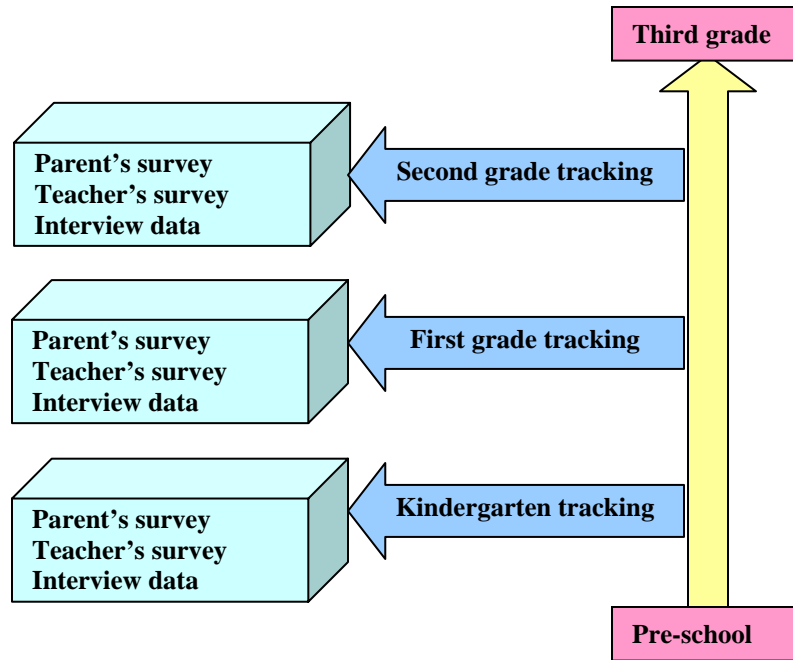 Third grade
Parent’s survey
Teacher’s survey
Interview data
Second grade tracking
Parent’s survey
Teacher’s survey
Interview data
First grade tracking
Parent’s survey
Teacher’s survey
Interview data
Kindergarten tracking
Pre-school